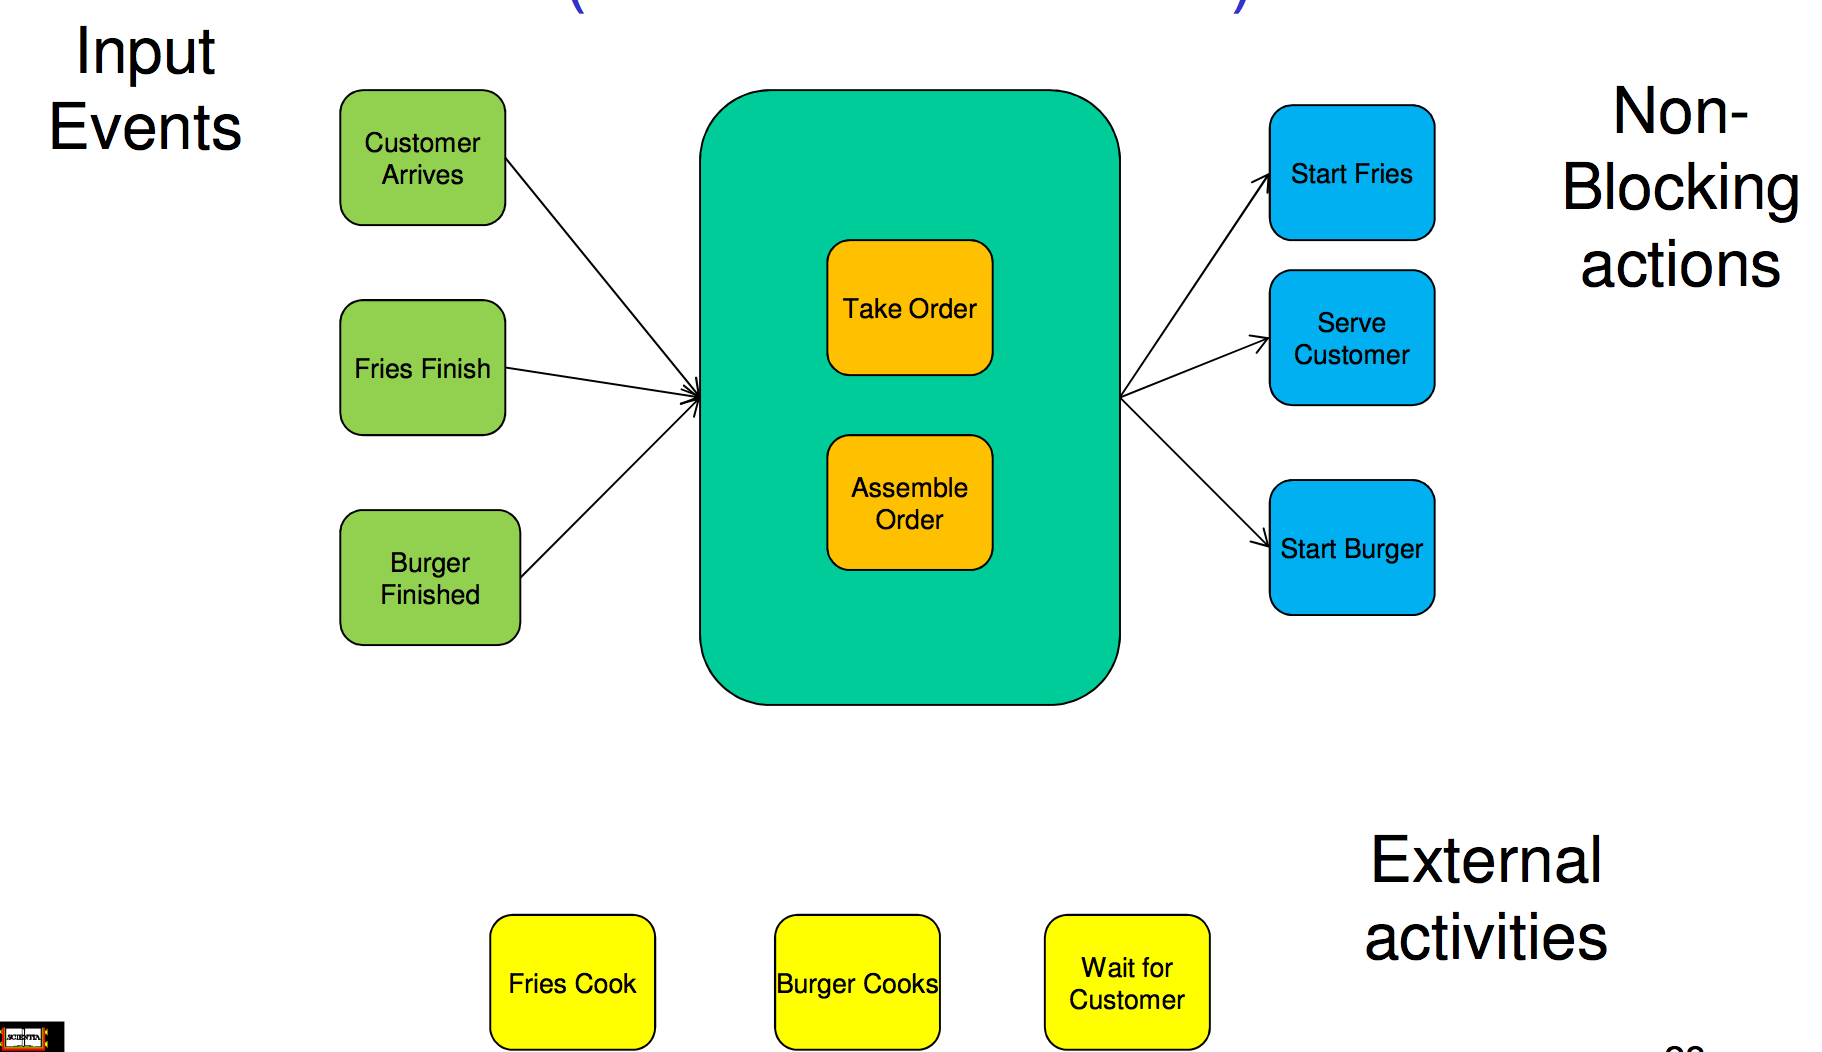 Input
Events
Customer
Arrives
Fries Finish
Burger
Finished
Take Order
Assemble
Order
Start Fries
Serve
Customer
Start Burger
Non-
Blocking
actions
External
activities
Fries Cook
Burger Cooks
Wait for
Customer
SCIENTIA